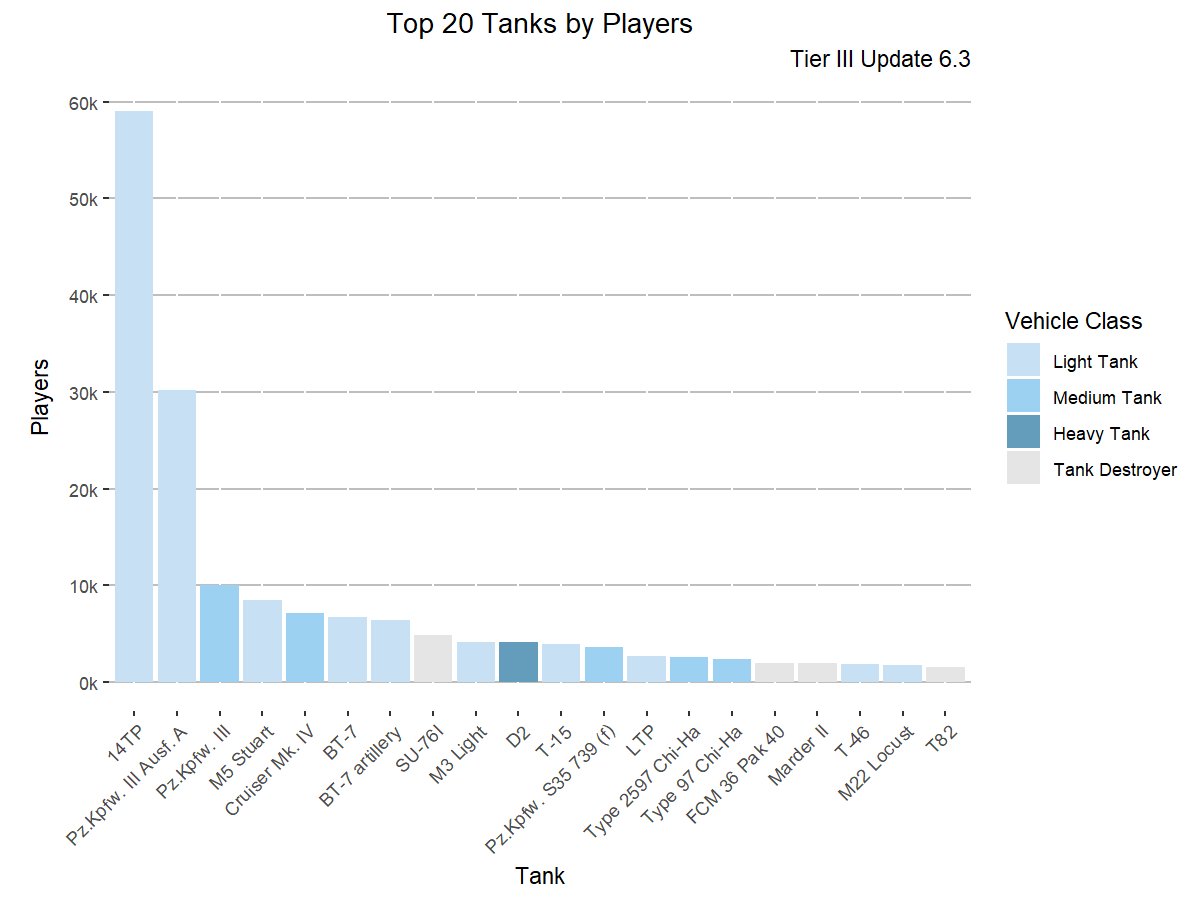 Top 20 Tanks by Players
Tier III Update 6.3
Players
60k
50k
40k
30k
20k
10k
0k
14TP
Pz.Kpfw. III Ausf. A
Pz.Kpfw. III
M5 Stuart
Cruiser Mk. IV
BT-7
BT-7 artillery
SU-76I
M3 Light
D2
T-15
Pz.Kpfw. S35 739 (f)
LTP
Type 2597 Chi-Ha
Type 97 Chi-Ha
FCM 36 Pak 40
Marder II
T-46
M22 Locust
T82
Tank
Vehicle Class
Light Tank
Medium Tank
Heavy Tank
Tank Destroyer